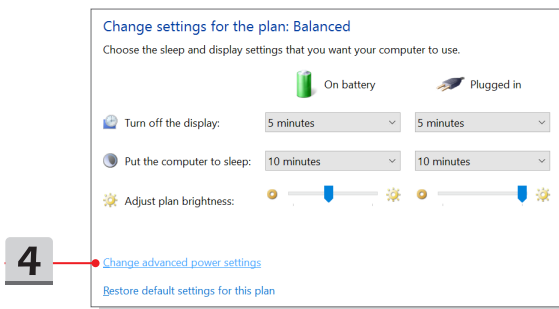 Change settings for the plan: Balanced
Choose the sleep and display settings that you want your computer to use.
On battery Plugged in
Turn off the display: 5 minutes 5 minutes
Put the computer to sleep: 10 minutes 10 minutes
Adjust plan brightness:
4
Change advanced power settings
Restore default settings for this plan